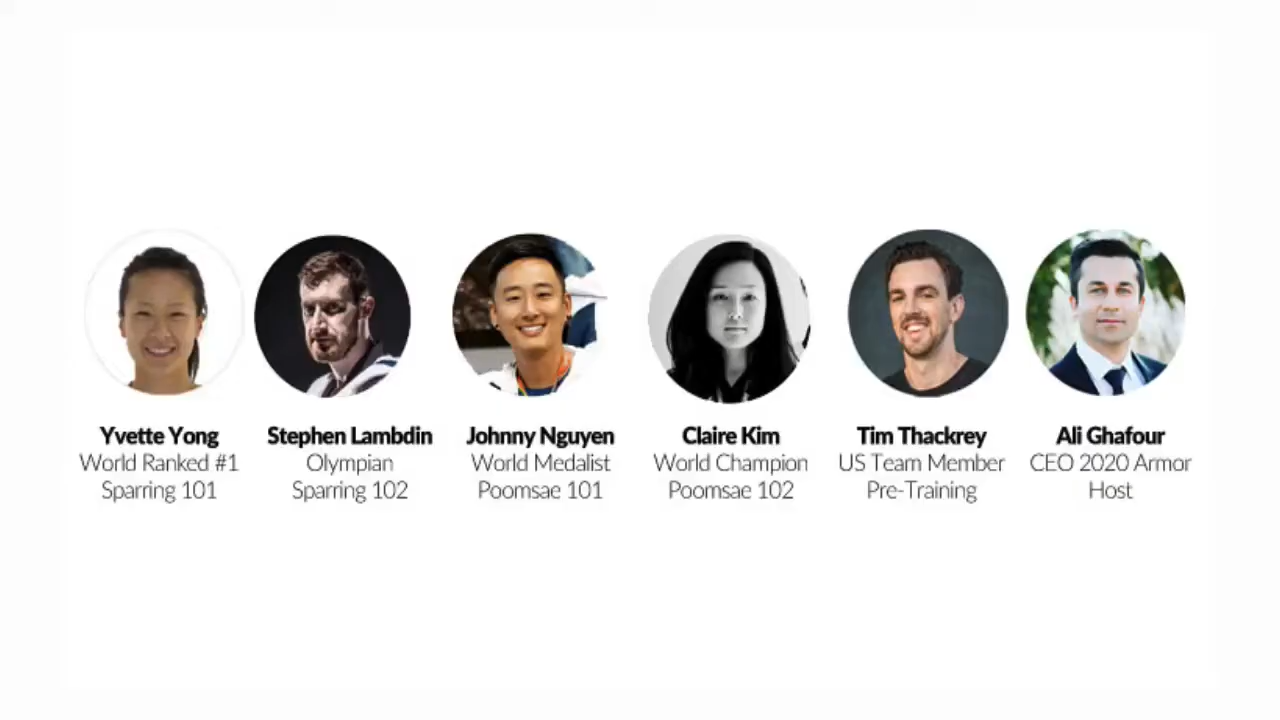 Yvette Yong
World Ranked #1
Sparring 101
Stephen Lambdin
Olympian
Sparring 102
Johnny Nguyen
World Medalist
Poomsae 101
Claire Kim
World Champion
Poomsae 102
Tim Thackrey
US Team Member
Pre-Training
Ali Ghafour
CEO 2020 Armor
Host